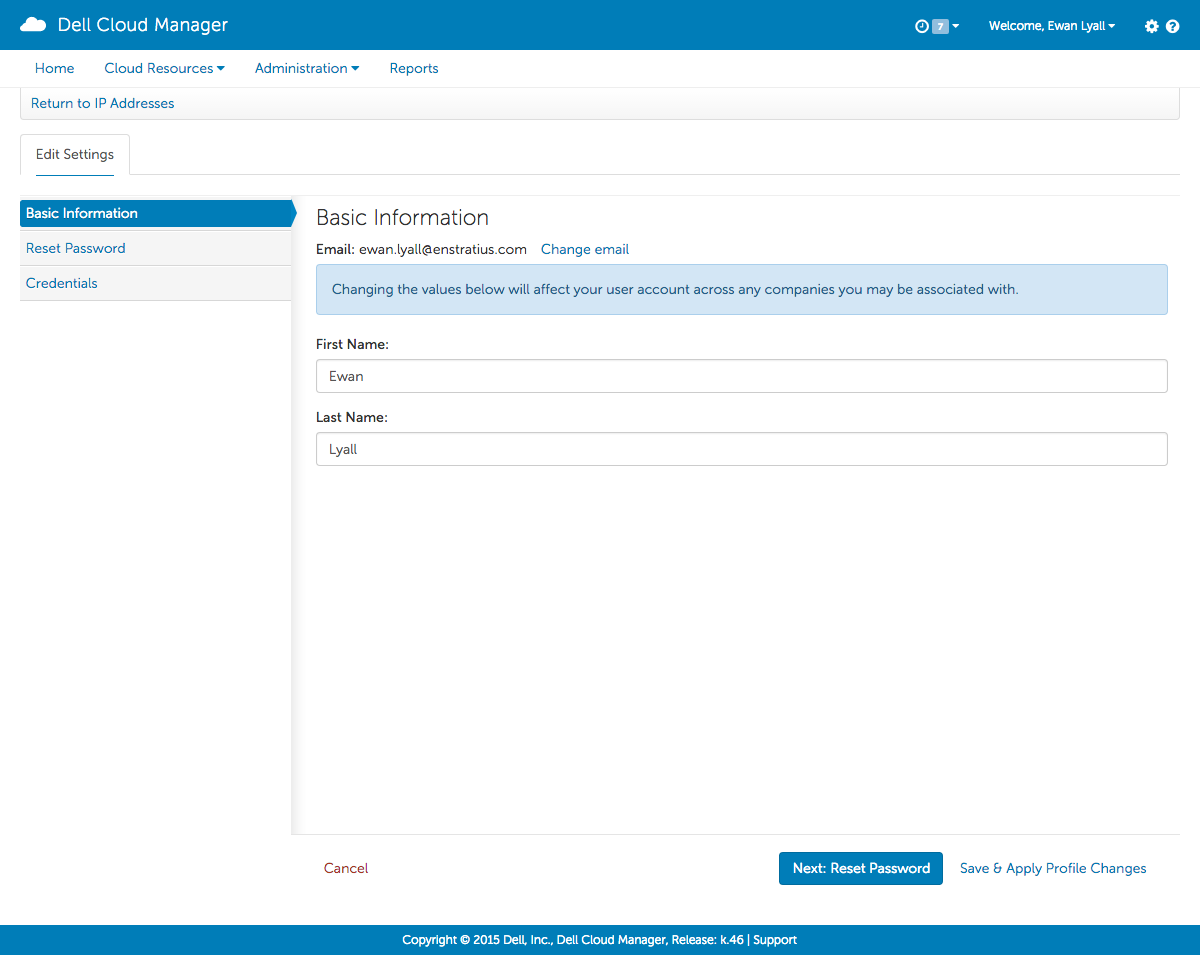 Dell Cloud Manager
7
Welcome, Ewan Lyall
Home Cloud Resources Administration Reports
Return to IP Addresses
Edit Settings
Basic Information
Reset Password
Credentials
Basic Information
Email: ewan.lyall@enstratius.com Change email
Changing the values below will affect your user account across any companies you may be associated with.
First Name:
Ewan
Last Name:
Lyall
Cancel
Next: Reset Password
Save & Apply Profile Changes
Copyright © 2015 Dell, Inc., Dell Cloud Manager, Release: k.46 | Support